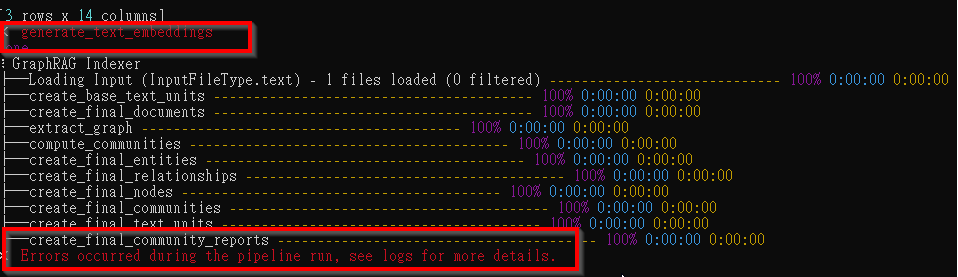 [3 rows x 14 columns]
generate_text_embeddings
None
GraphRAG Indexer
├──Loading Input (InputFileType.text) - 1 files loaded (0 filtered) ------------------------------ 100% 0:00:00 0:00:00
├──create_base_text_units ---------------------------------------- 100% 0:00:00 0:00:00
├──create_final_documents ---------------------------------------- 100% 0:00:00 0:00:00
├──extract_graph ---------------------------------------- 100% 0:00:00 0:00:00
├──compute_communities ---------------------------------------- 100% 0:00:00 0:00:00
├──create_final_entities ---------------------------------------- 100% 0:00:00 0:00:00
├──create_final_relationships ---------------------------------------- 100% 0:00:00 0:00:00
├──create_final_nodes ---------------------------------------- 100% 0:00:00 0:00:00
├──create_final_communities ---------------------------------------- 100% 0:00:00 0:00:00
├──create_final_text_units ---------------------------------------- 100% 0:00:00 0:00:00
├──create_final_community_reports ---------------------------------------- 100% 0:00:00 0:00:00
Errors occurred during the pipeline run, see logs for more details.